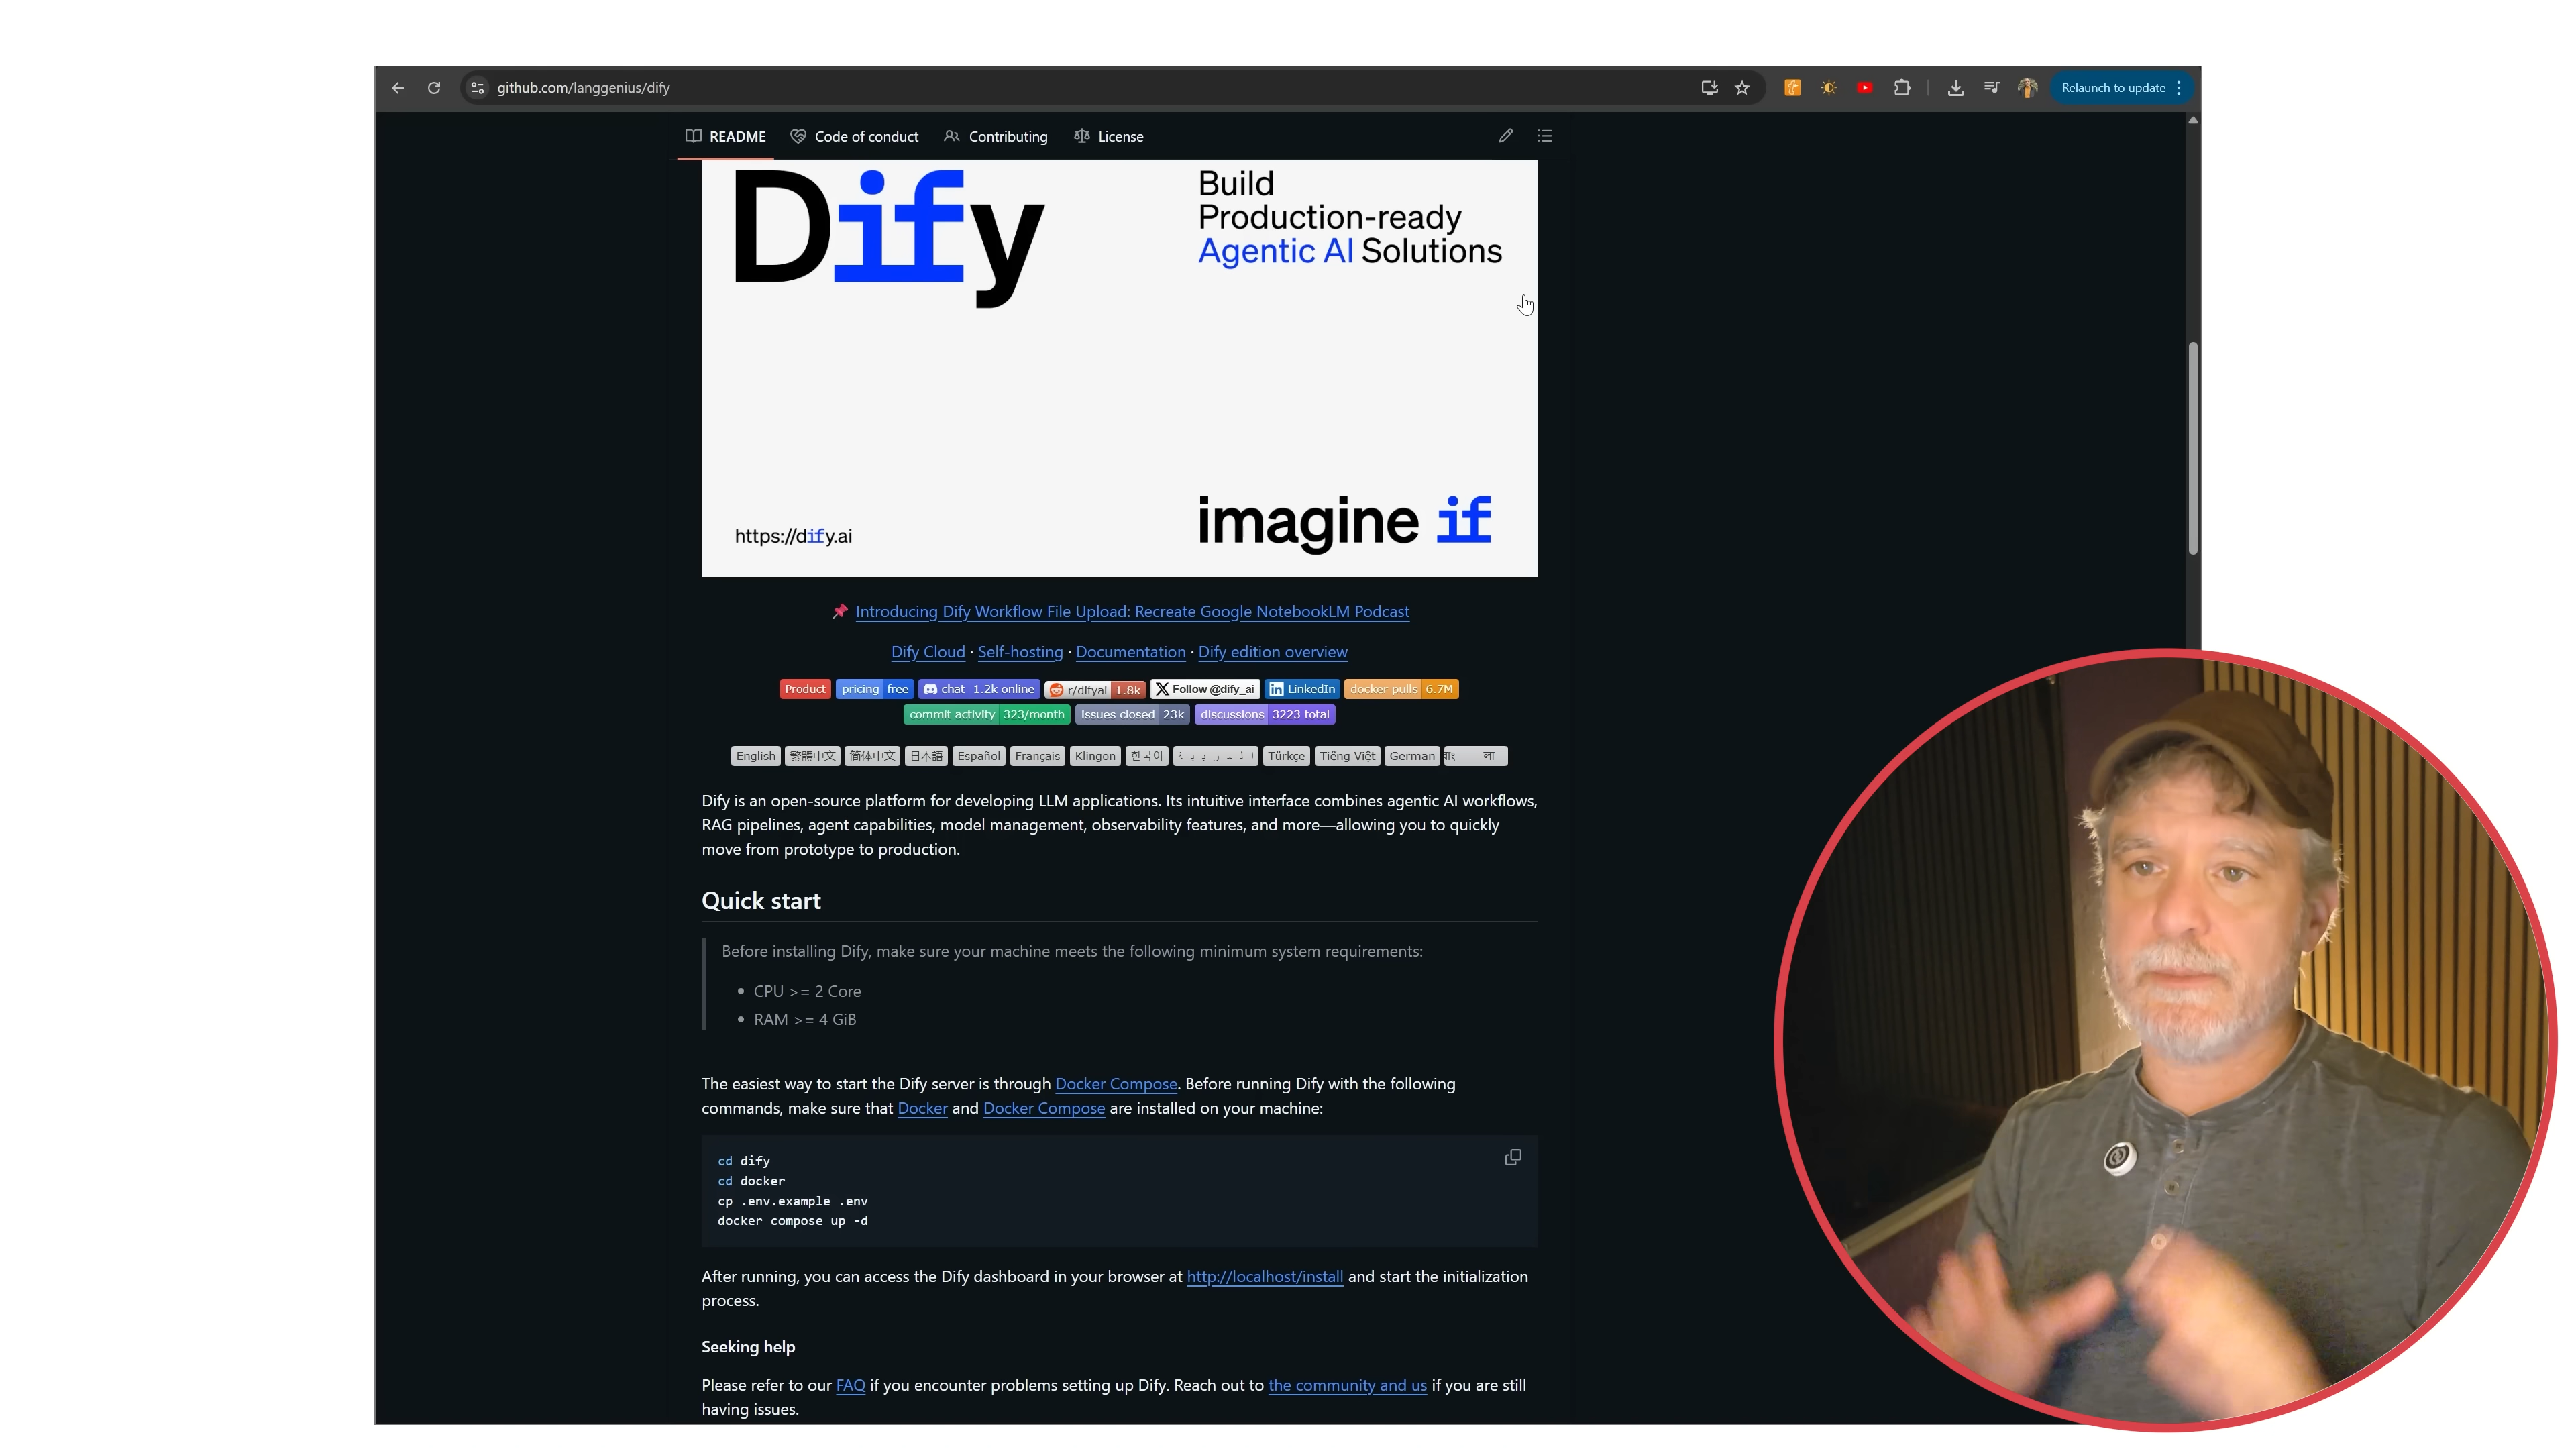 github.com/langgenius/dify
Relaunch to update
README Code of conduct Contributing License
Dify
Build
Production-ready
Agentic AI Solutions
https://dify.ai
imagine if
Introducing Dify Workflow File Upload: Recreate Google NotebookLM Podcast
Dify Cloud · Self-hosting · Documentation · Dify edition overview
Product pricing free chat 1.2k online r/difyai 1.8k Follow @dify_ai LinkedIn docker pulls 6.7M
commit activity 323/month issues closed 23k discussions 3223 total
English 繁體中文 简体中文 日本語 Español Français Klingon 한국어 العربية Türkçe Tiếng Việt German
Dify is an open-source platform for developing LLM applications. Its intuitive interface combines agentic AI workflows,
RAG pipelines, agent capabilities, model management, observability features, and more—allowing you to quickly
move from prototype to production.
Quick start
Before installing Dify, make sure your machine meets the following minimum system requirements:
• CPU >= 2 Core
• RAM >= 4 GiB
The easiest way to start the Dify server is through Docker Compose. Before running Dify with the following
commands, make sure that Docker and Docker Compose are installed on your machine:
cd dify
cd docker
cp .env.example .env
docker compose up -d
After running, you can access the Dify dashboard in your browser at http://localhost/install and start the initialization
process.
Seeking help
Please refer to our FAQ if you encounter problems setting up Dify. Reach out to the community and us if you are still
having issues.